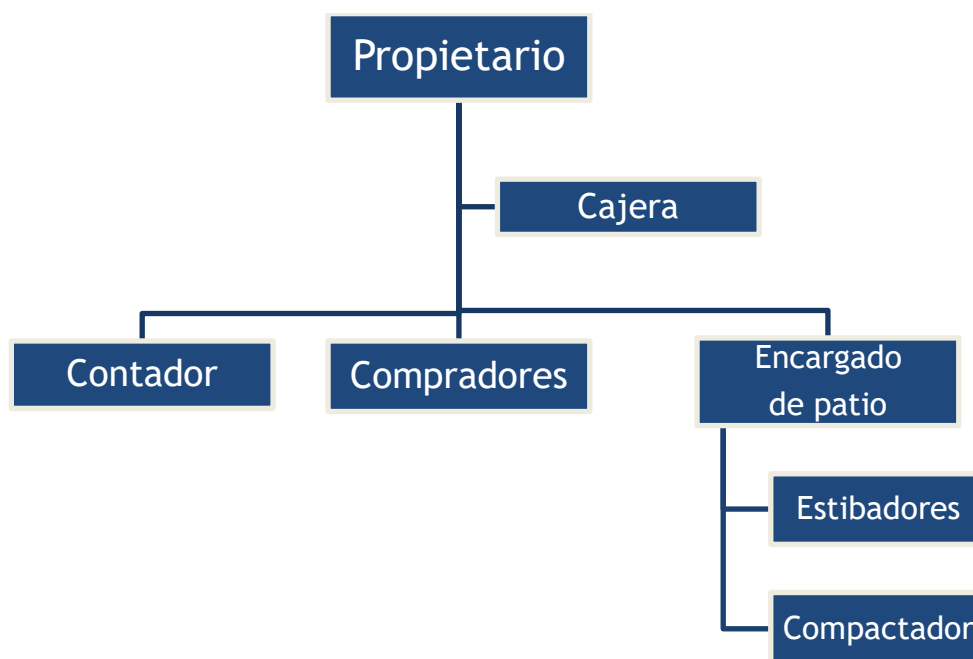 Propietario
Cajera
Contador
Compradores
Encargado
de patio
Estibadores
Compactador